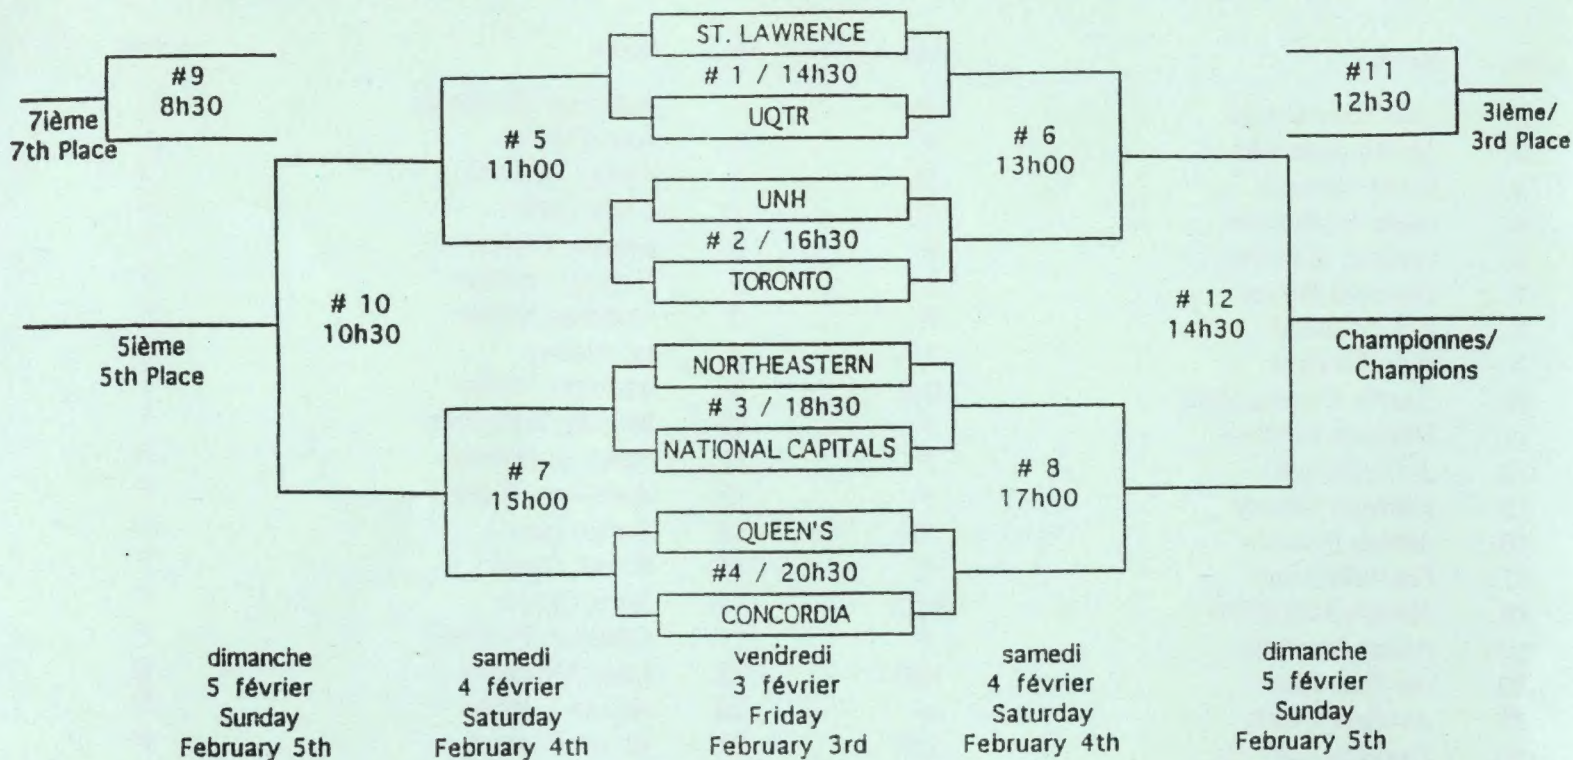 ST. LAWRENCE
# 1 / 14h30
UQTR
#9
8h30
7ième
7th Place
#11
12h30
3ième/
3rd Place
# 5
11h00
# 6
13h00
UNH
# 2 / 16h30
TORONTO
# 10
10h30
# 12
14h30
5ième
5th Place
Championnes/
Champions
NORTHEASTERN
# 3 / 18h30
NATIONAL CAPITALS
# 7
15h00
# 8
17h00
QUEEN'S
#4 / 20h30
CONCORDIA
dimanche
5 février
Sunday
February 5th
samedi
4 février
Saturday
February 4th
vendredi
3 février
Friday
February 3rd
samedi
4 février
Saturday
February 4th
dimanche
5 février
Sunday
February 5th